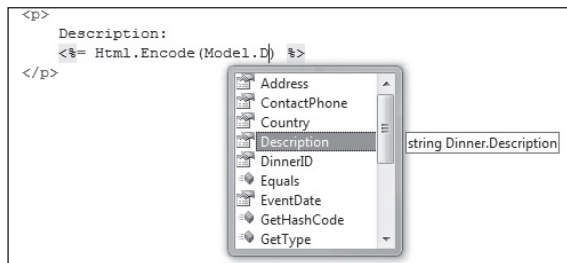 <p>
Description:
<%= Html.Encode(Model.D) %>
</p>
Address
ContactPhone
Country
Description
string Dinner.Description
DinnerID
Equals
EventDate
GetHashCode
GetType